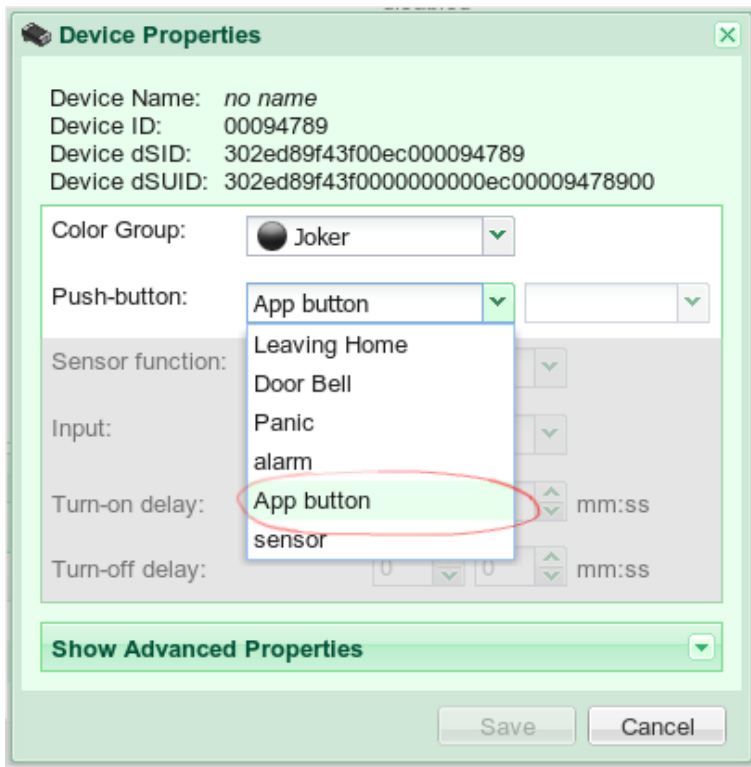 Device Properties
Device Name: no name
Device ID: 00094789
Device dSID: 302ed89f43f00ec000094789
Device dSUID: 302ed89f43f0000000000ec00009478900
Color Group: Joker
Push-button: App button
Leaving Home
Sensor function:
Door Bell
Input:
Panic
alarm
Turn-on delay:
App button
mm:ss
sensor
Turn-off delay: 0 0 mm:ss
Show Advanced Properties
Save Cancel